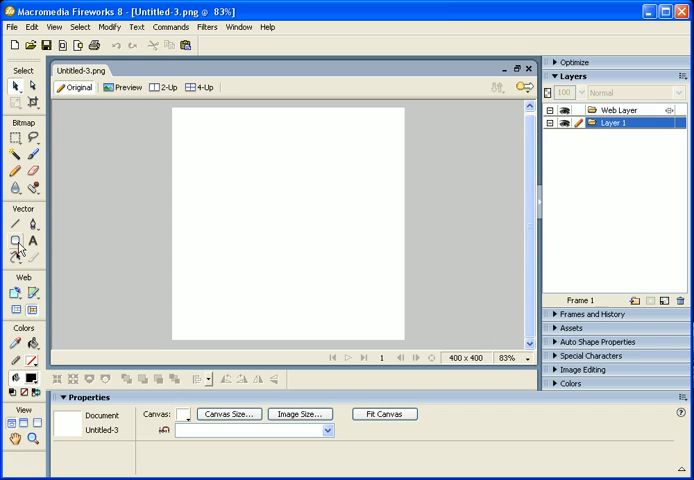 Macromedia Fireworks 8 - [Untitled-3.png @ 83%]
File Edit View Select Modify Text Commands Filters Window Help
Select
Bitmap
Vector
A
Web
Colors
View
Untitled-3.png
Original Preview 2-Up 4-Up
1 400 x 400 83%
Optimize
Layers
100 Normal
Web Layer
Layer 1
Frame 1
Frames and History
Assets
Auto Shape Properties
Special Characters
Image Editing
Colors
Properties
Document
Untitled-3
Canvas: Canvas Size... Image Size... Fit Canvas